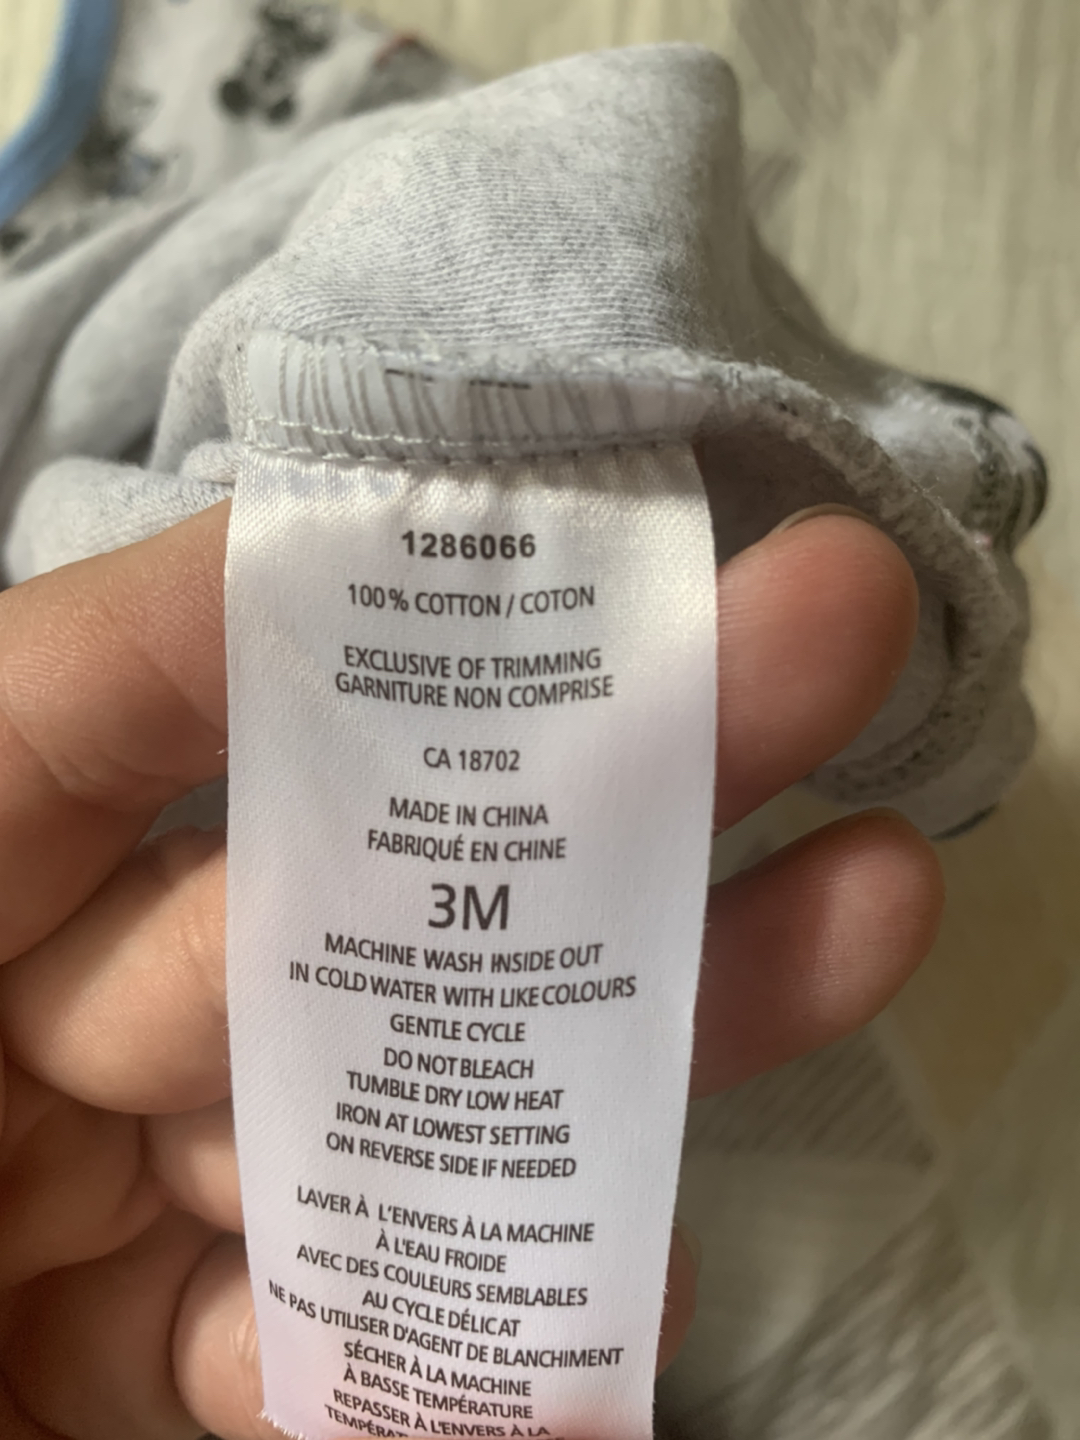 1286066
100% COTTON / COTON
EXCLUSIVE OF TRIMMING
GARNITURE NON COMPRISE
CA 18702
MADE IN CHINA
FABRIQUÉ EN CHINE
3M
MACHINE WASH INSIDE OUT
IN COLD WATER WITH LIKE COLOURS
GENTLE CYCLE
DO NOT BLEACH
TUMBLE DRY LOW HEAT
IRON AT LOWEST SETTING
ON REVERSE SIDE IF NEEDED
LAVER À L'ENVERS À LA MACHINE
À L'EAU FROIDE
AVEC DES COULEURS SEMBLABLES
AU CYCLE DÉLICAT
NE PAS UTILISER D'AGENT DE BLANCHIMENT
SÉCHER À LA MACHINE
À BASSE TEMPÉRATURE
REPASSER À L'ENVERS À LA